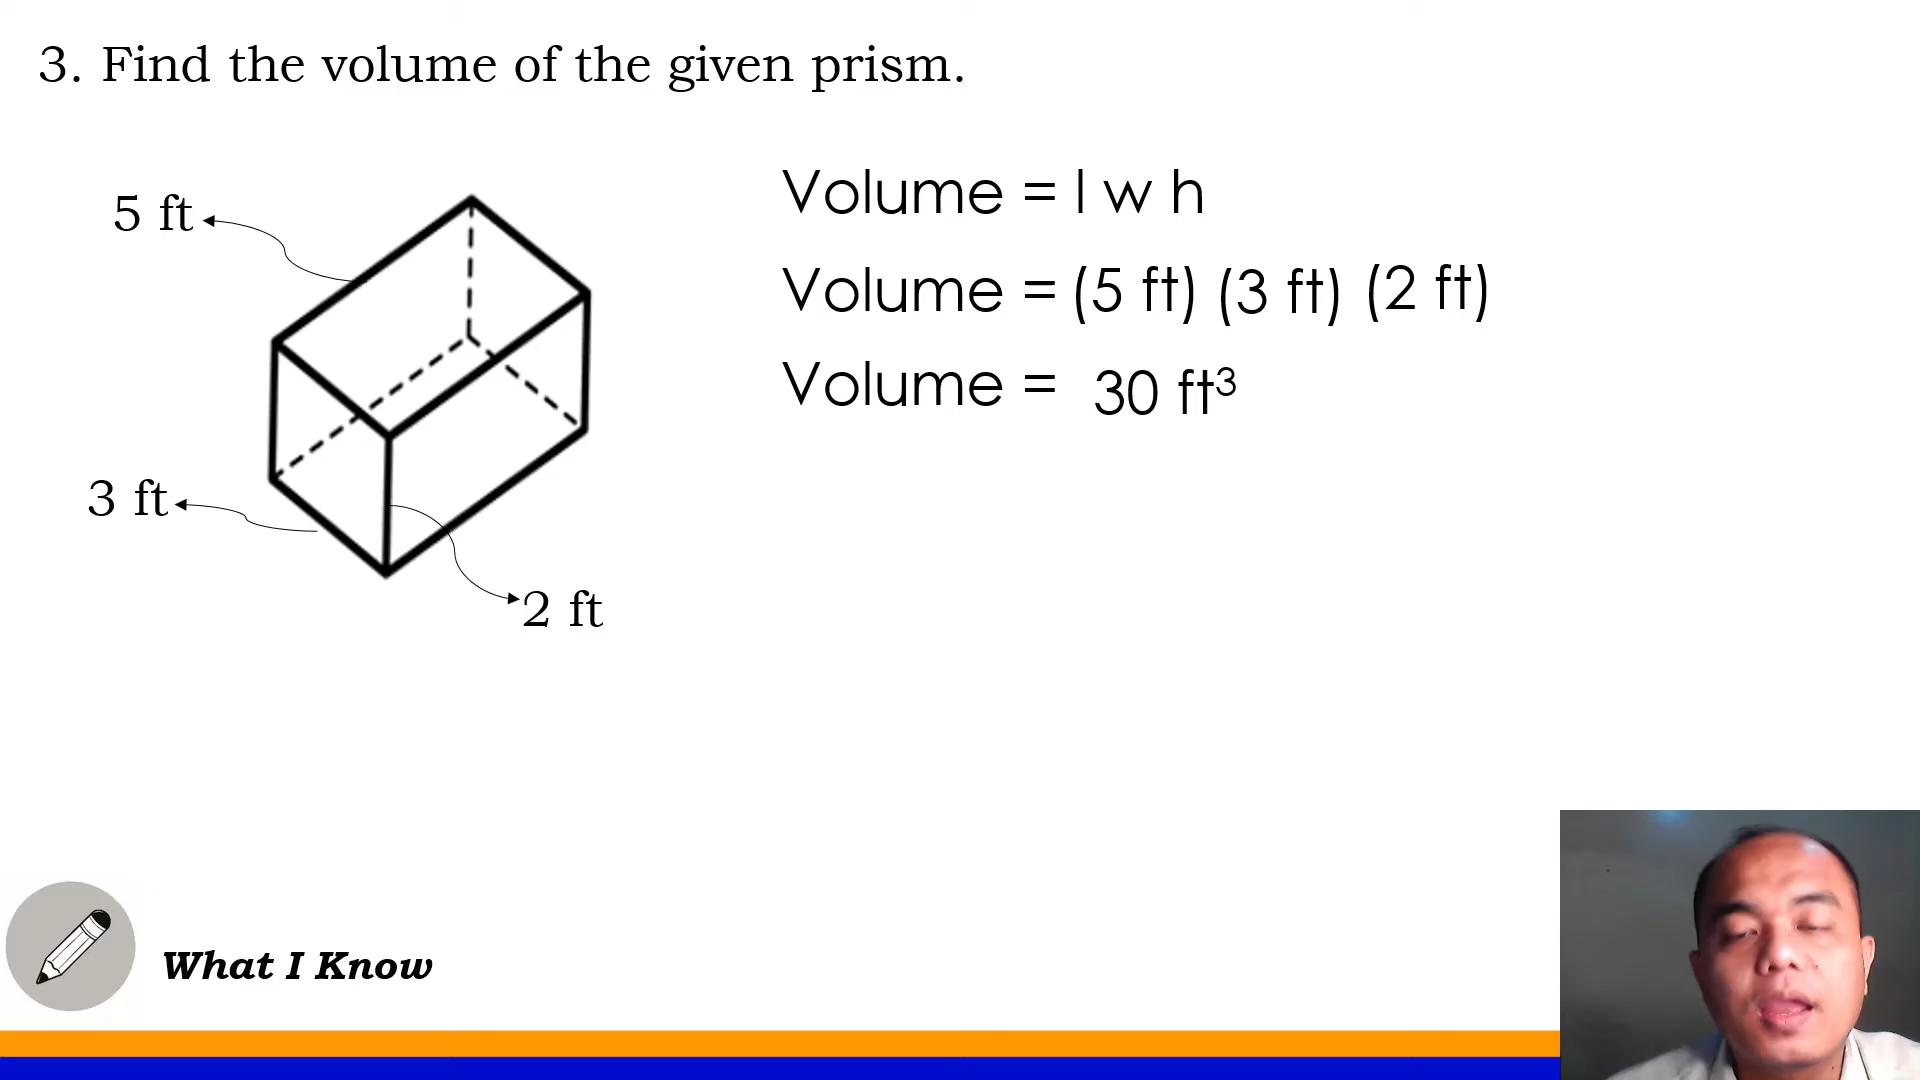 3. Find the volume of the given prism.
5 ft
3 ft
2 ft
Volume = l w h
Volume = (5 ft) (3 ft) (2 ft)
Volume = 30 ft³
What I Know